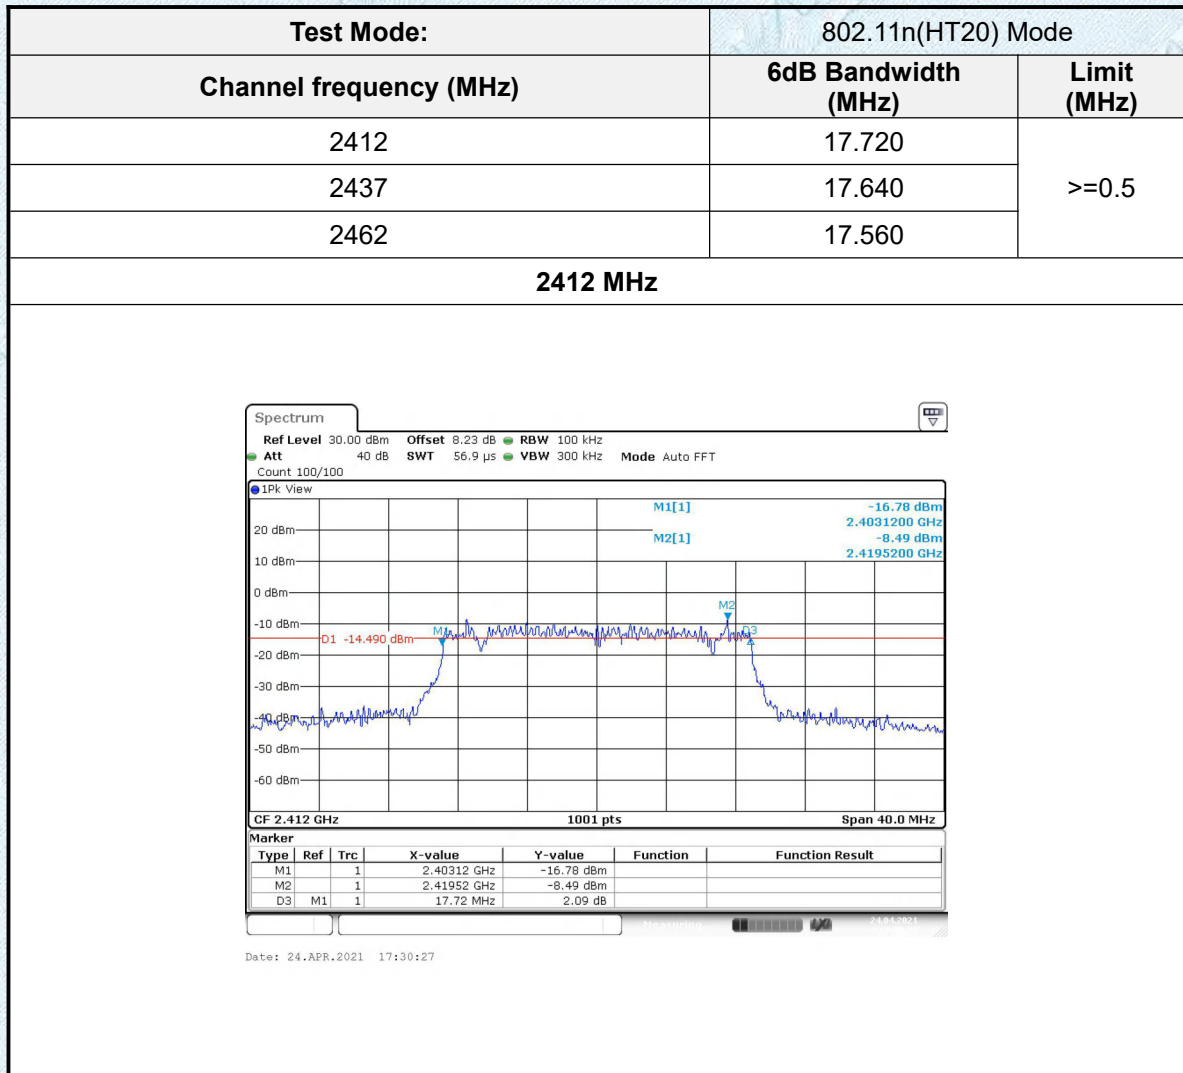 Test Mode: 802.11n(HT20) Mode
Channel frequency (MHz) 6dB Bandwidth (MHz) Limit (MHz)
2412 17.720 >=0.5
2437 17.640
2462 17.560
2412 MHz
Spectrum
Ref Level 30.00 dBm Offset 8.23 dB RBW 100 kHz
Att 40 dB SWT 56.9 µs VBW 300 kHz Mode Auto FFT
Count 100/100
1Pk View
M1[1] -16.78 dBm
2.4031200 GHz
M2[1] -8.49 dBm
2.4195200 GHz
20 dBm
10 dBm
0 dBm
M2
-10 dBm
D1 -14.490 dBm M1 D3
-20 dBm
-30 dBm
-40 dBm
-50 dBm
-60 dBm
CF 2.412 GHz 1001 pts Span 40.0 MHz
Marker
Type Ref Trc X-value Y-value Function Function Result
M1 1 2.40312 GHz -16.78 dBm
M2 1 2.41952 GHz -8.49 dBm
D3 M1 1 17.72 MHz 2.09 dB
Measuring 24.04.2021
Date: 24.APR.2021 17:30:27